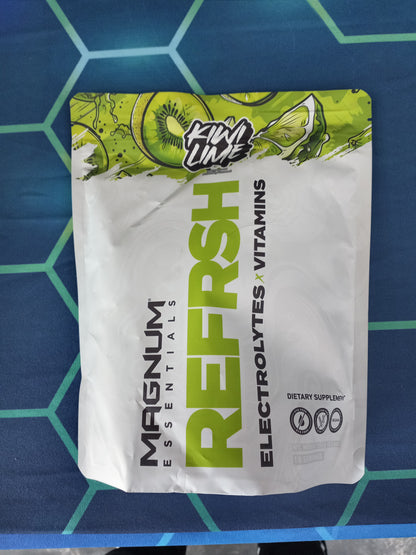 KIWI
LIME
MAGNUM
ESSENTIALS
REFRSH
ELECTROLYTES X VITAMINS
DIETARY SUPPLEMENT